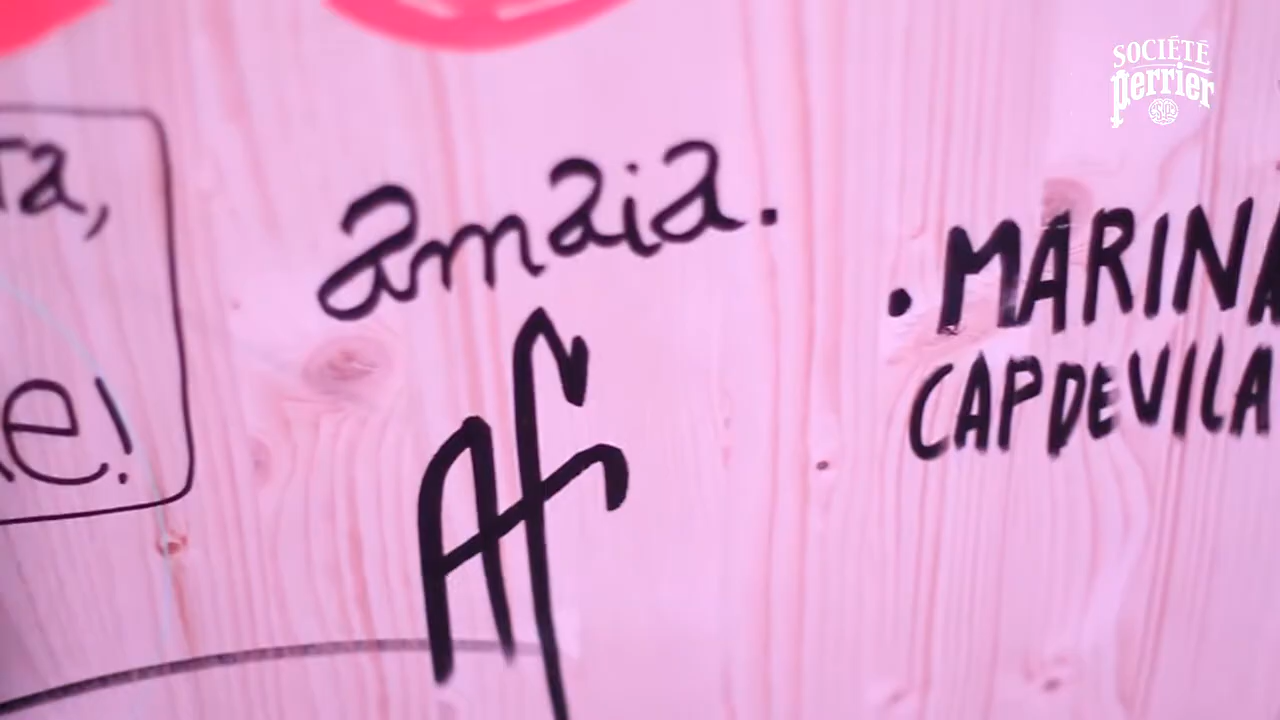 SOCIÉTÉ
perrier
amaia.
AF
• MARINA
CAPDEVILA